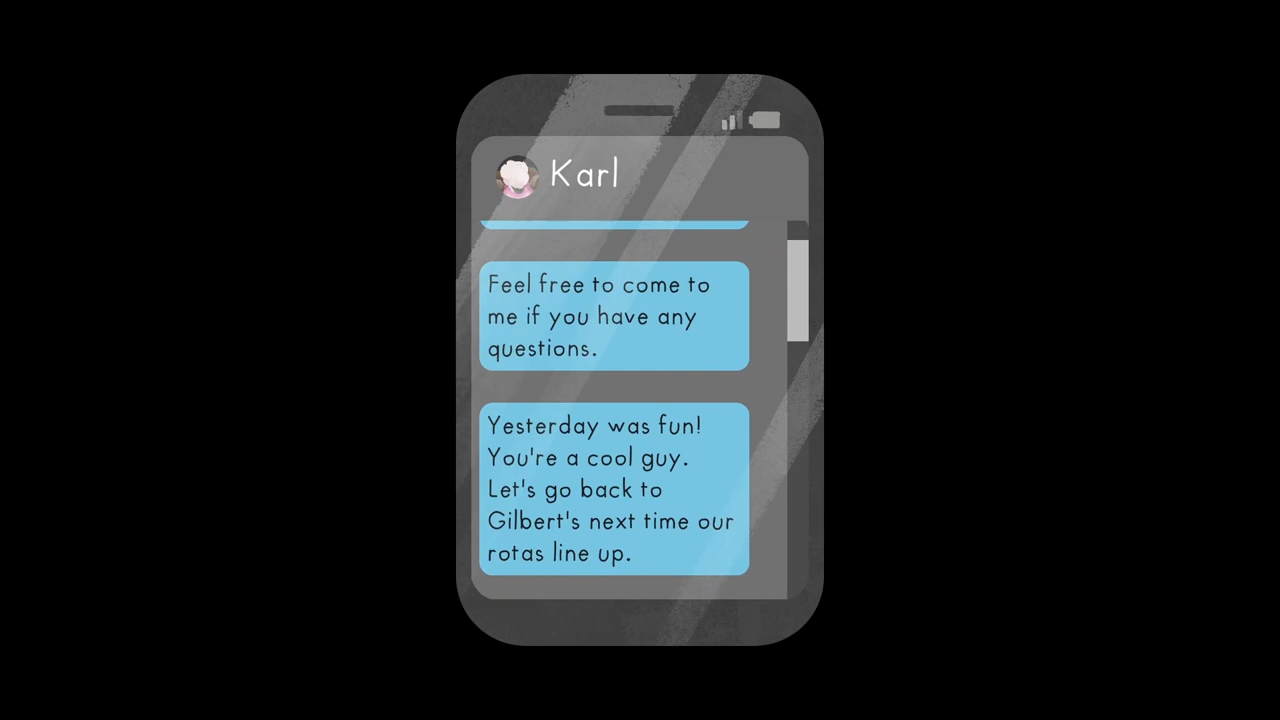 Karl
Feel free to come to
me if you have any
questions.
Yesterday was fun!
You're a cool guy.
Let's go back to
Gilbert's next time our
rotas line up.